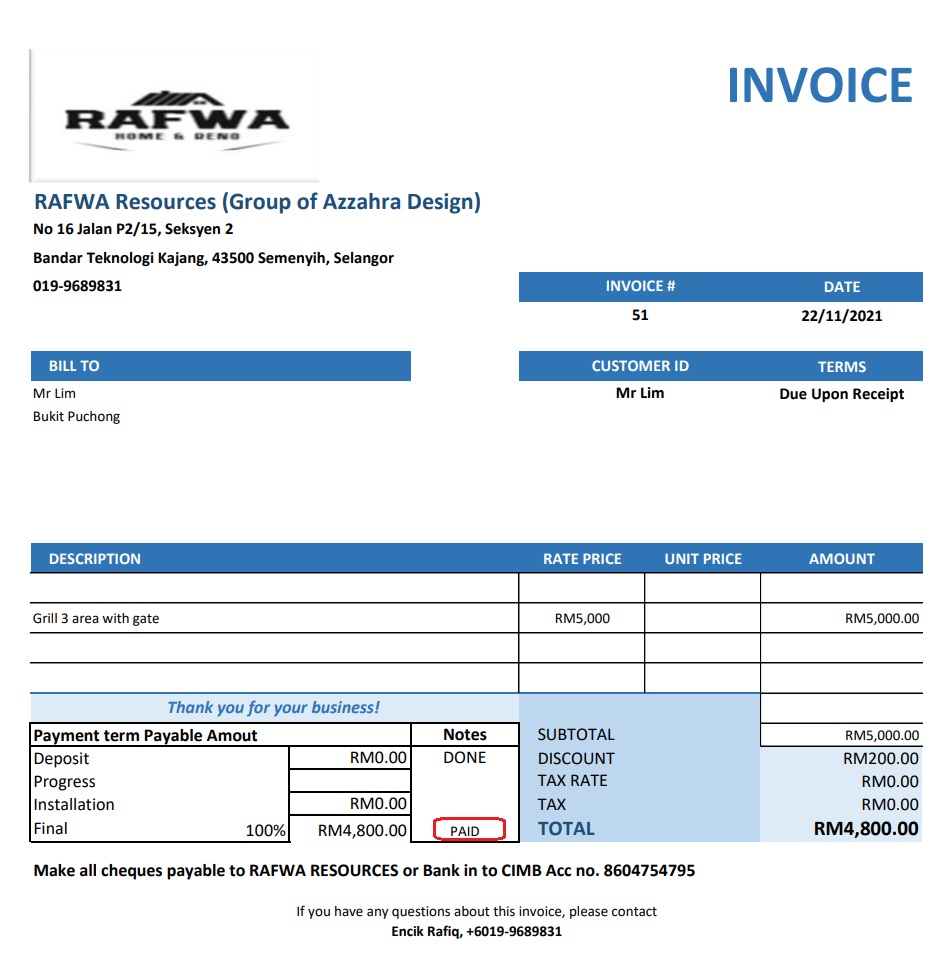 RAFWA
HOME & RENO
INVOICE
RAFWA Resources (Group of Azzahra Design)
No 16 Jalan P2/15, Seksyen 2
Bandar Teknologi Kajang, 43500 Semenyih, Selangor
019-9689831
INVOICE # DATE
51 22/11/2021
BILL TO
Mr Lim
Bukit Puchong
CUSTOMER ID TERMS
Mr Lim Due Upon Receipt
DESCRIPTION RATE PRICE UNIT PRICE AMOUNT
Grill 3 area with gate RM5,000 RM5,000.00
Thank you for your business!
Payment term Payable Amout Notes
Deposit RM0.00 DONE
Progress
Installation RM0.00
Final 100% RM4,800.00 PAID
SUBTOTAL RM5,000.00
DISCOUNT RM200.00
TAX RATE RM0.00
TAX RM0.00
TOTAL RM4,800.00
Make all cheques payable to RAFWA RESOURCES or Bank in to CIMB Acc no. 8604754795
If you have any questions about this invoice, please contact
Encik Rafiq, +6019-9689831